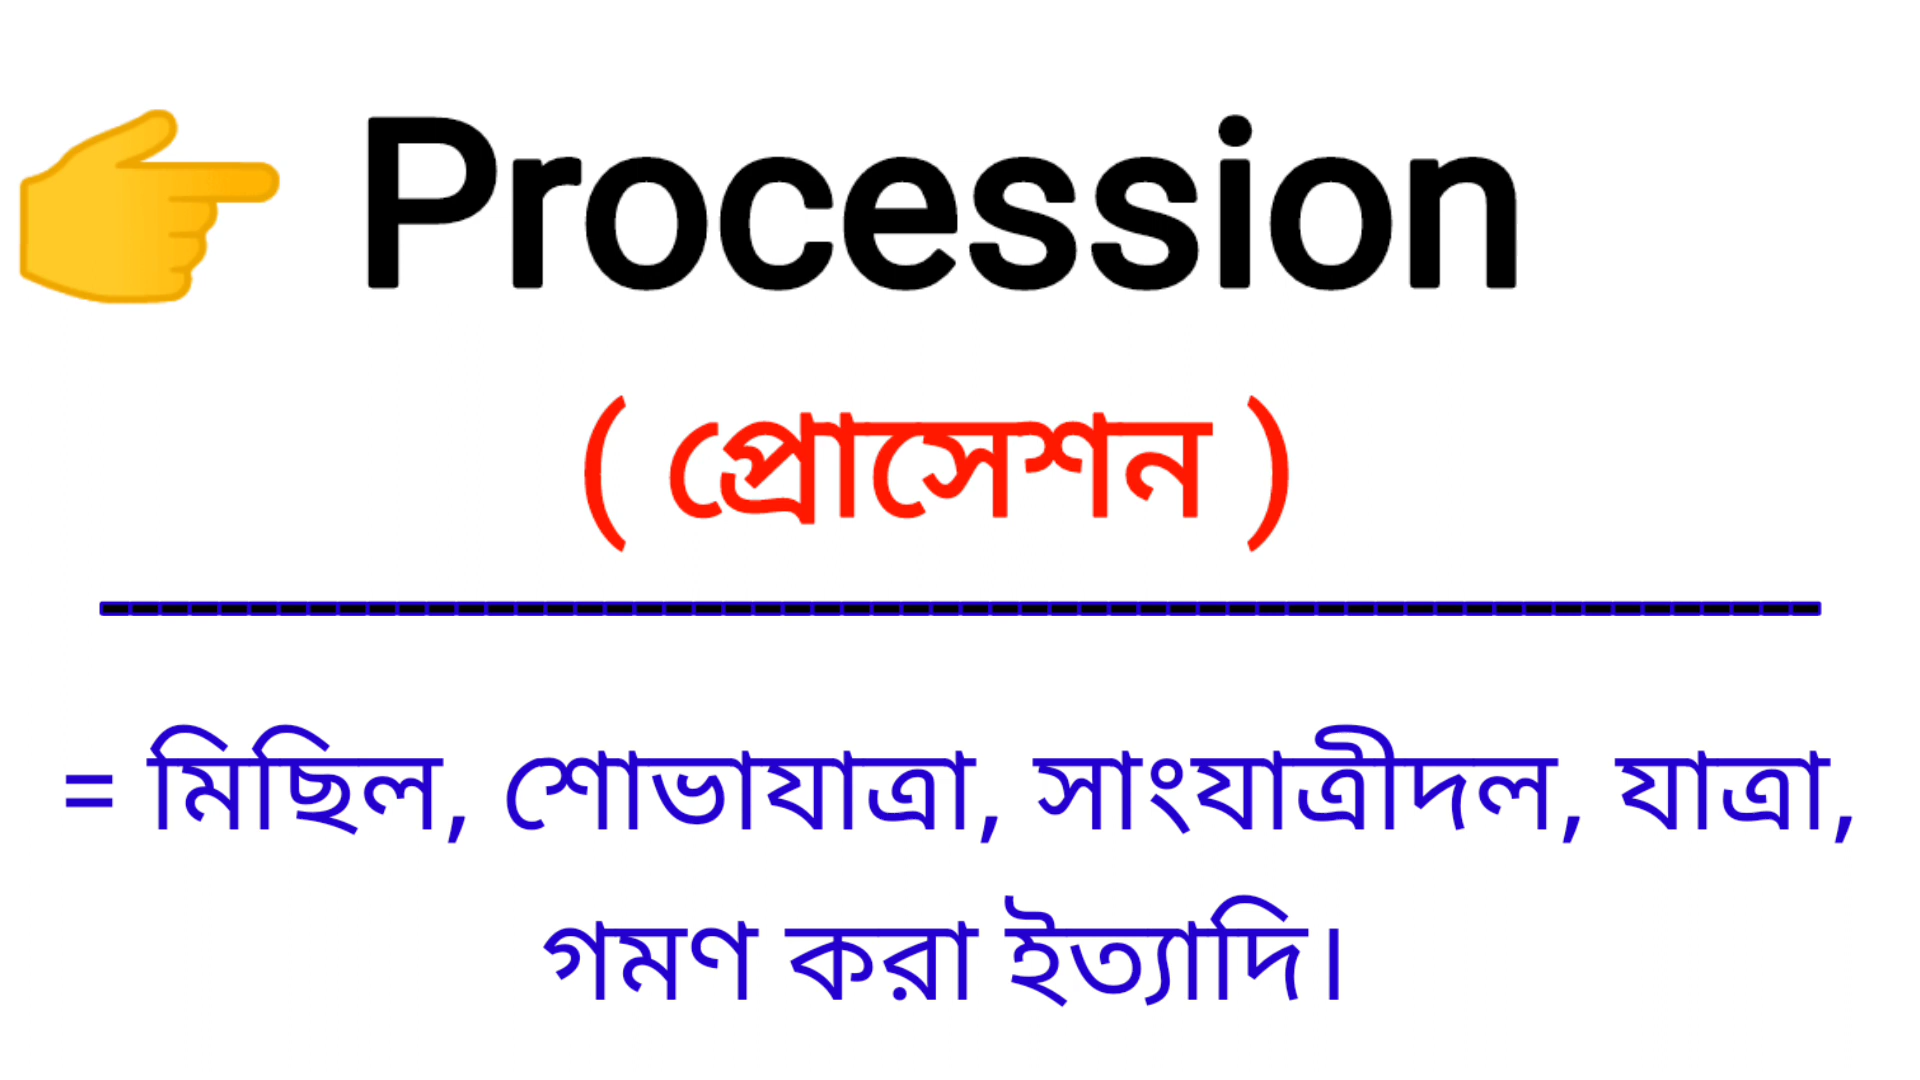 👉 Procession
( প্রোসেশন )
----------------------------------------------------------
= মিছিল, শোভাযাত্রা, সাংযাত্রীদল, যাত্রা,
গমণ করা ইত্যাদি।